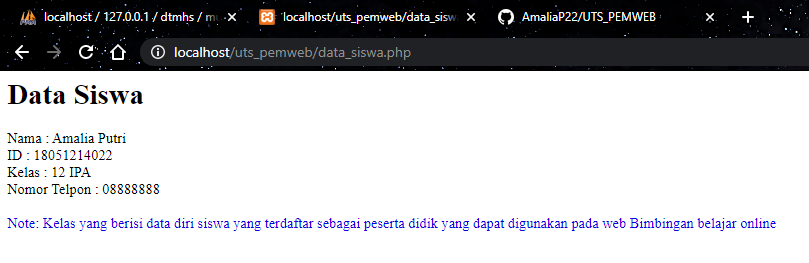 localhost / 127.0.0.1 / dtmhs / m
localhost/uts_pemweb/data_sisw
AmaliaP22/UTS_PEMWEB
localhost/uts_pemweb/data_siswa.php
Data Siswa
Nama : Amalia Putri
ID : 18051214022
Kelas : 12 IPA
Nomor Telpon : 08888888
Note: Kelas yang berisi data diri siswa yang terdaftar sebagai peserta didik yang dapat digunakan pada web Bimbingan belajar online